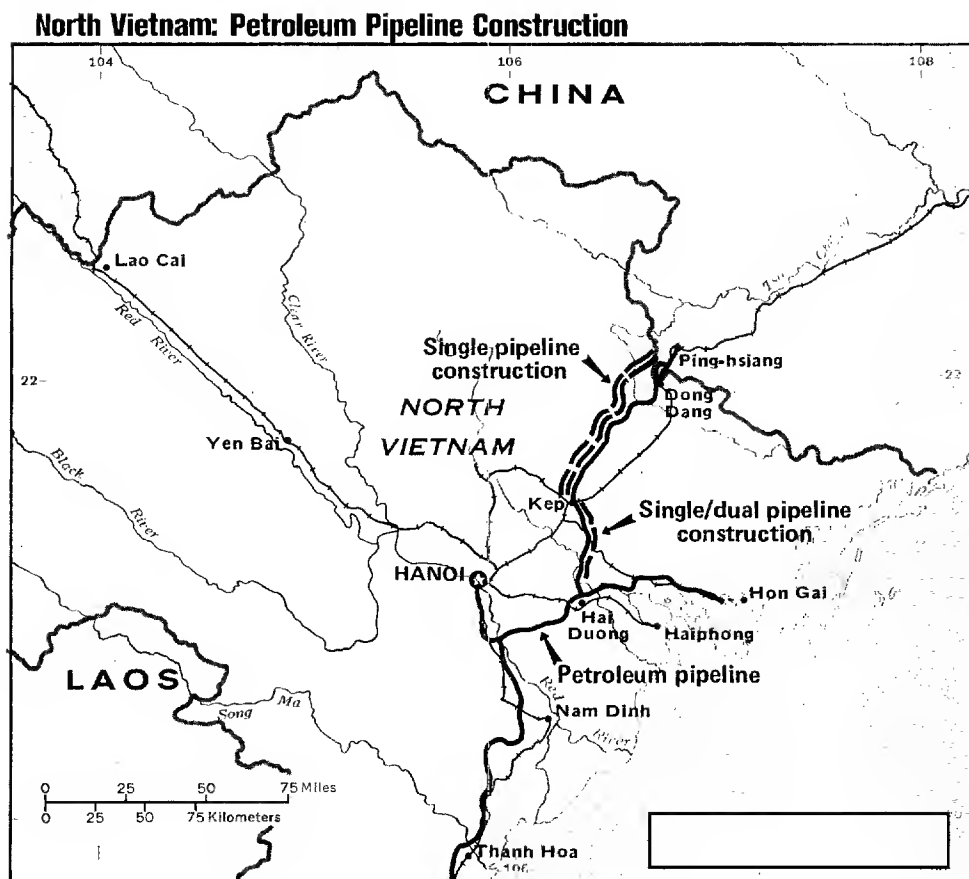 North Vietnam: Petroleum Pipeline Construction
104
106
108
CHINA
Lao Cai
Red
River
Clear River
Single pipeline
construction
Ping-hsiang
22
22
Dong
Dang
NORTH
VIETNAM
Yen Bai
Black
River
Kep
Single/dual pipeline
construction
HANOI
Hon Gai
Hai
Duong
Haiphong
Petroleum pipeline
LAOS
Song
Ma
Red
River
Nam Dinh
0 25 50 75 Miles
0 25 50 75 Kilometers
Thanh Hoa
106